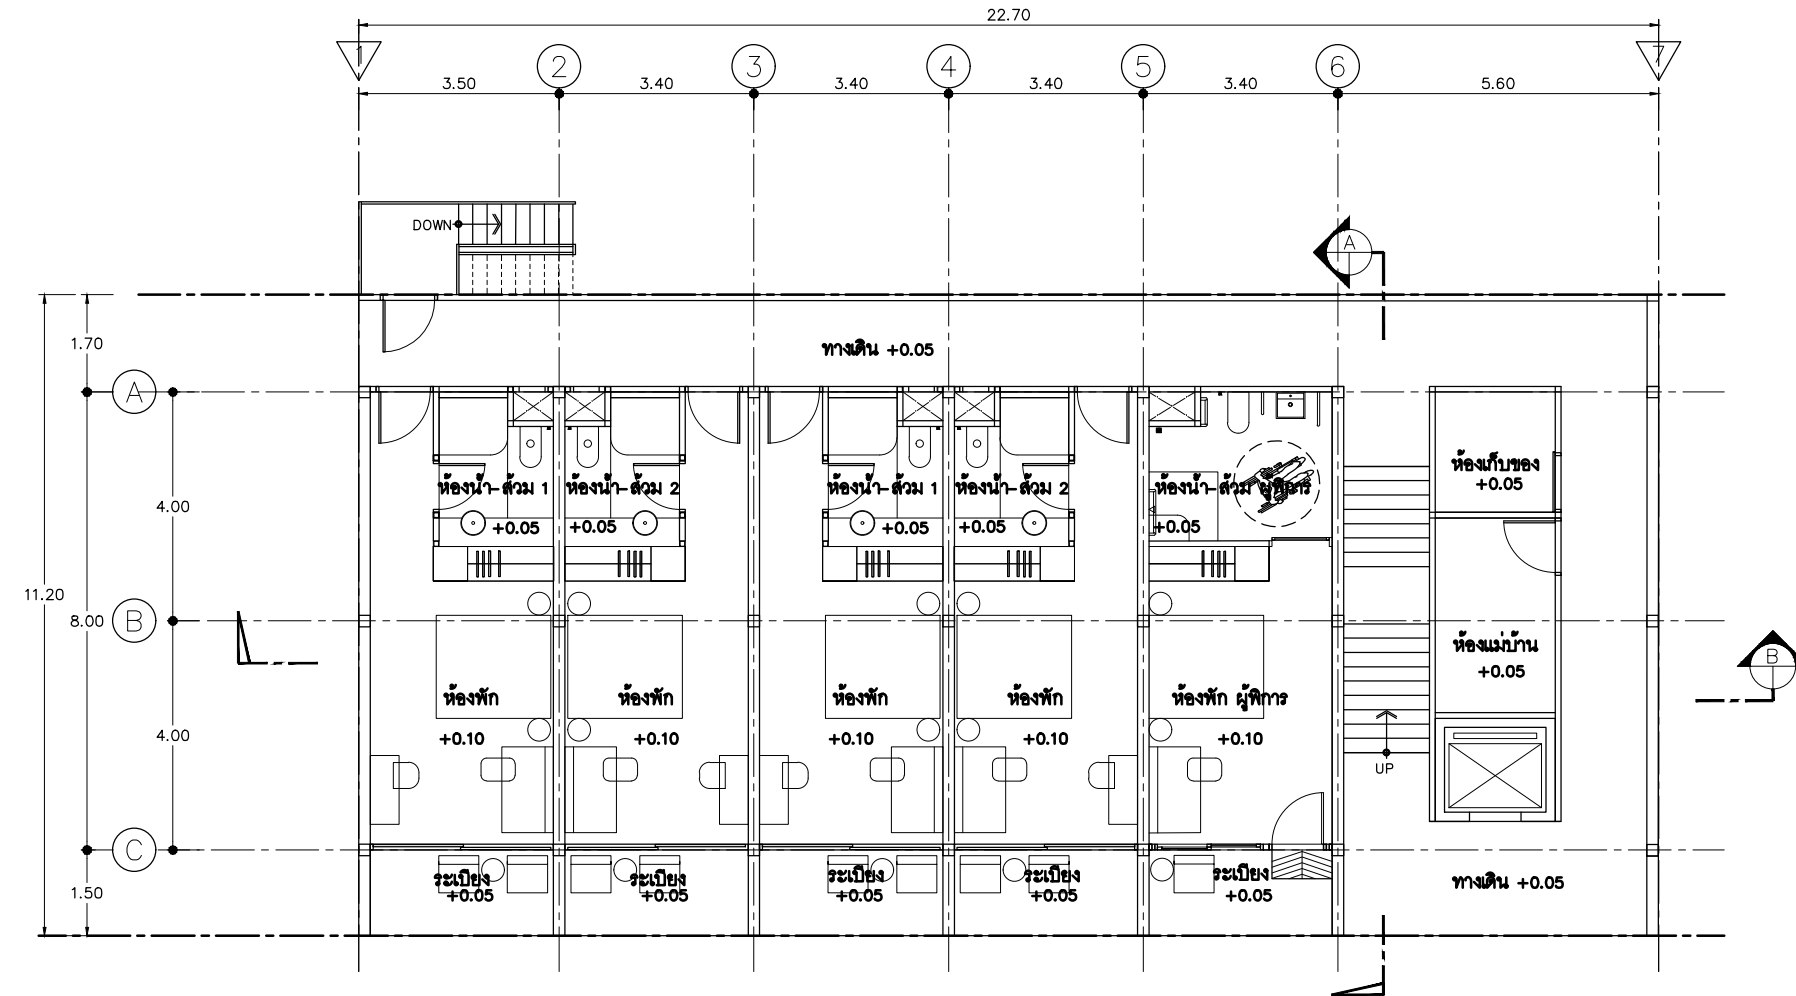 22.70
1
2
3
4
5
6
7
3.50
3.40
3.40
3.40
3.40
5.60
DOWN
A
1.70
ทางเดิน +0.05
A
ห้องน้ำ-ส้วม 1
+0.05
ห้องน้ำ-ส้วม 2
+0.05
ห้องน้ำ-ส้วม 1
+0.05
ห้องน้ำ-ส้วม 2
+0.05
ห้องน้ำ-ส้วม ผู้พิการ
+0.05
ห้องเก็บของ
+0.05
4.00
11.20
8.00
B
ห้องแม่บ้าน
+0.05
B
ห้องพัก
+0.10
ห้องพัก
+0.10
ห้องพัก
+0.10
ห้องพัก
+0.10
ห้องพัก ผู้พิการ
+0.10
4.00
UP
C
ระเบียง
+0.05
ระเบียง
+0.05
ระเบียง
+0.05
ระเบียง
+0.05
ระเบียง
+0.05
ทางเดิน +0.05
1.50